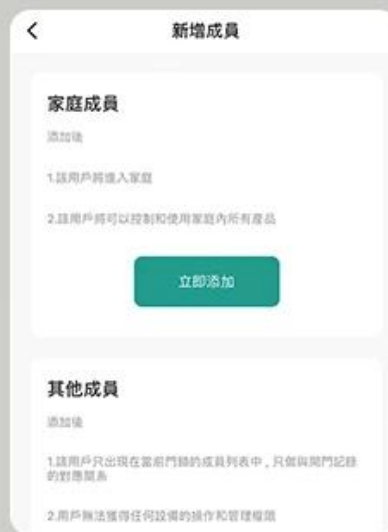 新增成員
家庭成員
添加後
1.該用戶將進入家庭
2.該用戶將可以控制和使用家庭內所有產品
立即添加
其他成員
添加後
1.該用戶只出現在當前門鎖的成員列表中，只做與開門記錄
的對應關系
2.用戶無法獲得任何設備的操作和管理權限